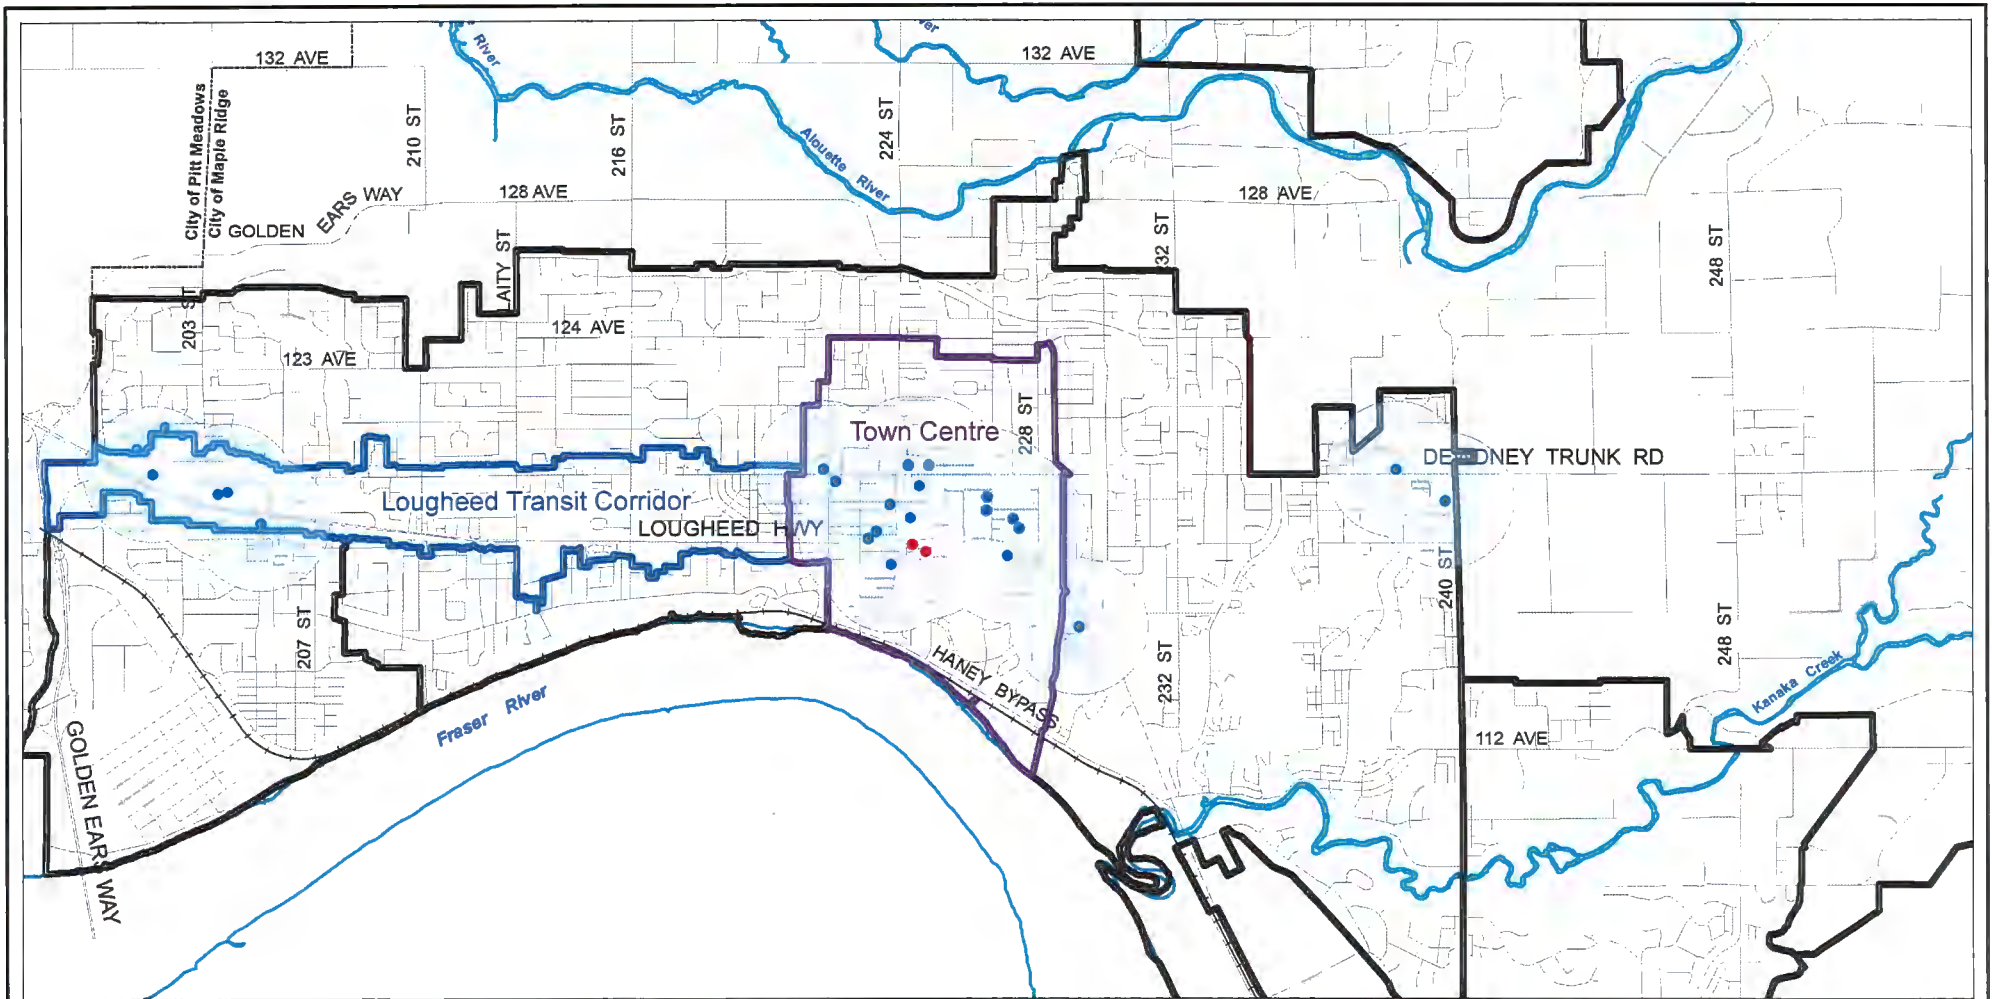 132 AVE
River
ver
132 AVE
City of Pitt Meadows
City of Maple Ridge
210 ST
216 ST
224 ST
Alouette River
128 AVE
128 AVE
GOLDEN EARS WAY
LAITY ST
32 ST
248 ST
203 ST
124 AVE
123 AVE
228 ST
Town Centre
DEWDNEY TRUNK RD
Lougheed Transit Corridor
LOUGHEED HWY
240 ST
207 ST
232 ST
248 ST
HANEY BYPASS
Kanaka Creek
Fraser River
112 AVE
GOLDEN EARS WAY